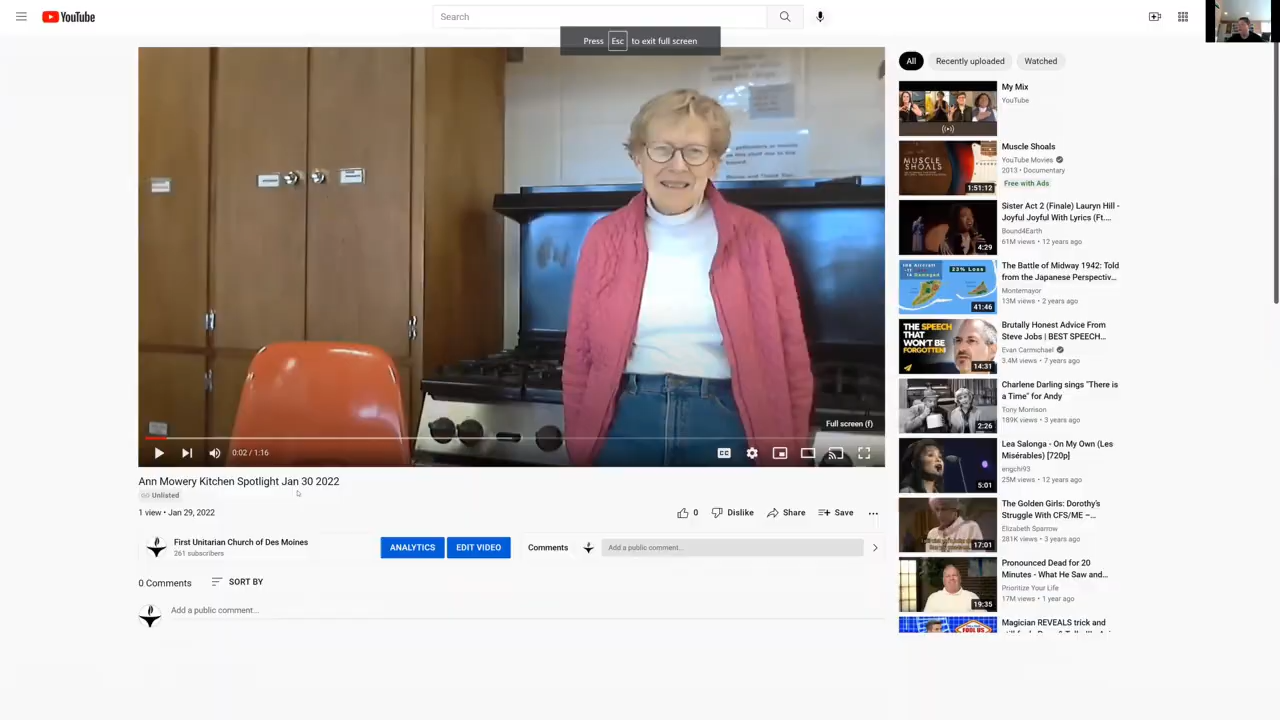 YouTube
Search
Press Esc to exit full screen
Full screen (f)
0:02 / 1:16
Ann Mowery Kitchen Spotlight Jan 30 2022
Unlisted
1 view • Jan 29, 2022
0
Dislike
Share
Save
First Unitarian Church of Des Moines
261 subscribers
ANALYTICS
EDIT VIDEO
Comments
Add a public comment...
0 Comments
SORT BY
Add a public comment...
All
Recently uploaded
Watched
My Mix
YouTube
MUSCLE SHOALS
1:51:12
Muscle Shoals
YouTube Movies
2013 • Documentary
Free with Ads
4:29
Sister Act 2 (Finale) Lauryn Hill -
Joyful Joyful With Lyrics (Ft....
Bound4Earth
61M views • 12 years ago
23% Loss
41:46
The Battle of Midway 1942: Told
from the Japanese Perspectiv...
Montemayor
13M views • 2 years ago
THE SPEECH
THAT
WON'T BE
FORGOTTEN!
14:31
Brutally Honest Advice From
Steve Jobs | BEST SPEECH...
Evan Carmichael
3.4M views • 7 years ago
2:26
Charlene Darling sings "There is
a Time" for Andy
Tony Morrison
189K views • 3 years ago
5:01
Lea Salonga - On My Own (Les
Misérables) [720p]
engchi93
25M views • 12 years ago
17:01
The Golden Girls: Dorothy's
Struggle With CFS/ME –...
Elizabeth Sparrow
281K views • 3 years ago
19:35
Pronounced Dead for 20
Minutes - What He Saw and...
Prioritize Your Life
17M views • 1 year ago
FOOL US
Magician REVEALS trick and